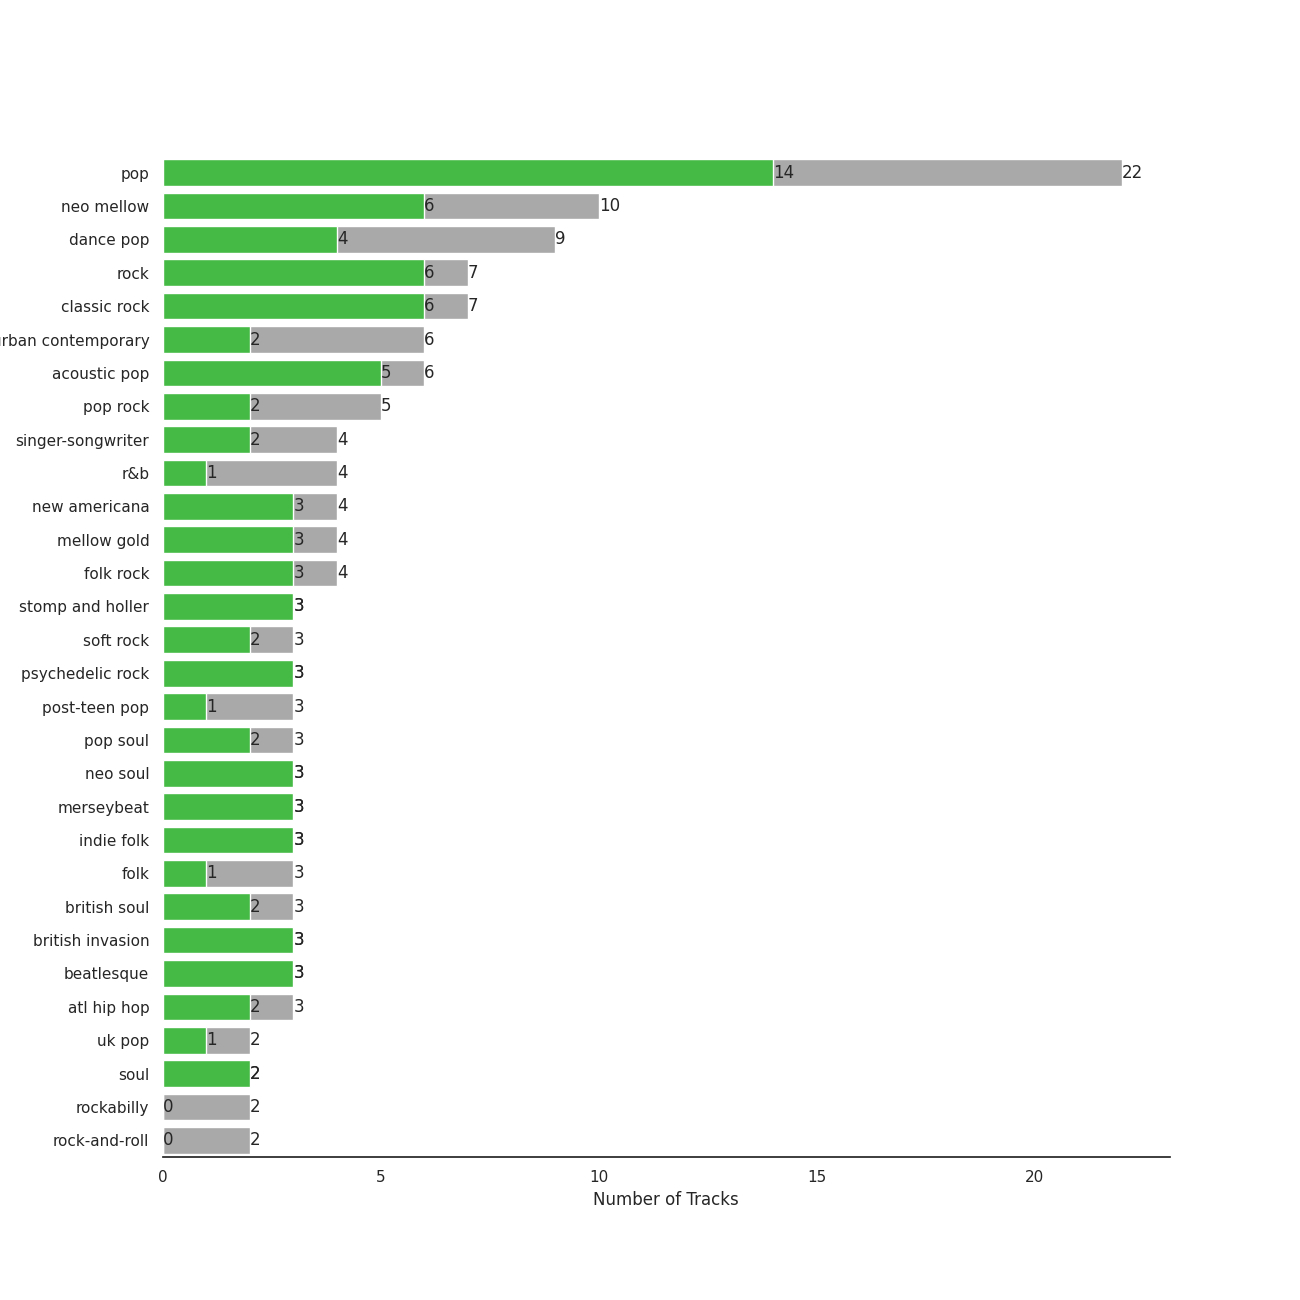 pop 14 22
neo mellow 6 10
dance pop 4 9
rock 6 7
classic rock 6 7
rban contemporary 2 6
acoustic pop 5 6
pop rock 2 5
singer-songwriter 2 4
r&b 1 4
new americana 3 4
mellow gold 3 4
folk rock 3 4
stomp and holler 3
soft rock 2 3
psychedelic rock 3
post-teen pop 1 3
pop soul 2 3
neo soul 3
merseybeat 3
indie folk 3
folk 1 3
british soul 2 3
british invasion 3
beatlesque 3
atl hip hop 2 3
uk pop 1 2
soul 2
rockabilly 0 2
rock-and-roll 0 2
0 5 10 15 20
Number of Tracks